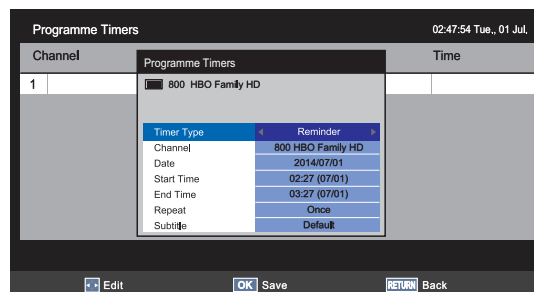 Programme Timers 02:47:54 Tue., 01 Jul.
Channel Time
Programme Timers
1
800 HBO Family HD
Timer Type Reminder
Channel 800 HBO Family HD
Date 2014/07/01
Start Time 02:27 (07/01)
End Time 03:27 (07/01)
Repeat Once
Subtitle Default
Edit OK Save RETURN Back